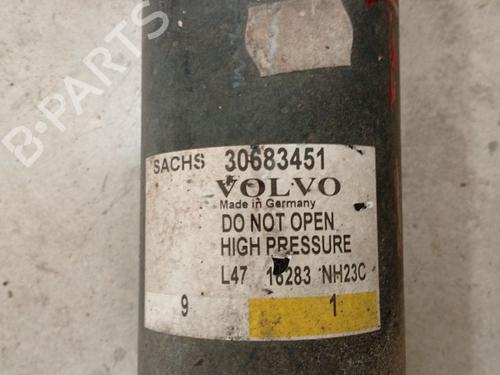 B-PARTS
SACHS 30683451
VOLVO
Made in Germany
DO NOT OPEN
HIGH PRESSURE
L47 16283 NH23C
9 1